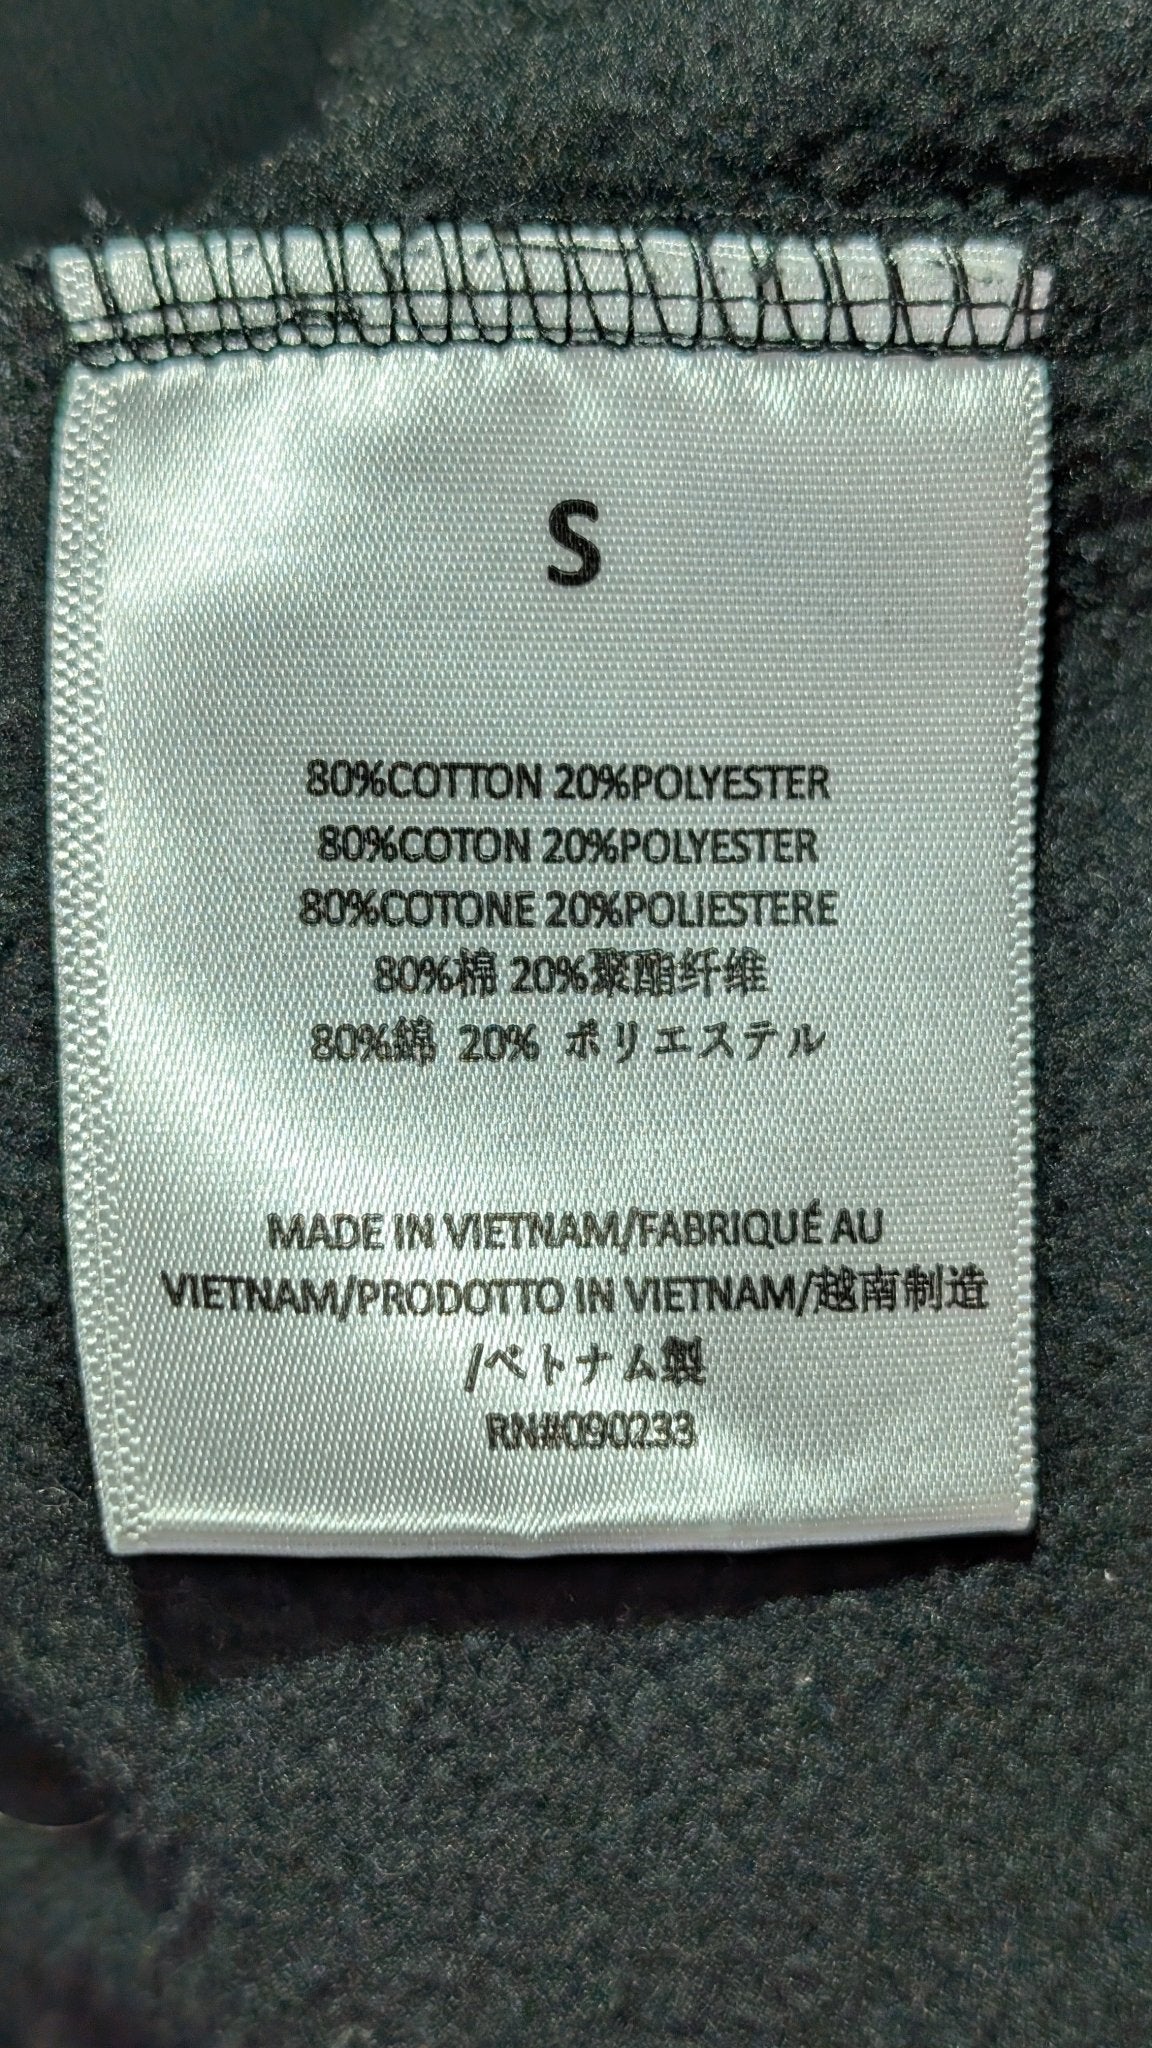 S
80%COTTON 20%POLYESTER
80%COTON 20%POLYESTER
80%COTONE 20%POLIESTERE
80%棉 20%聚酯纤维
80%綿 20% ポリエステル
MADE IN VIETNAM/FABRIQUÉ AU
VIETNAM/PRODOTTO IN VIETNAM/越南制造
/ベトナム製
RN#090233